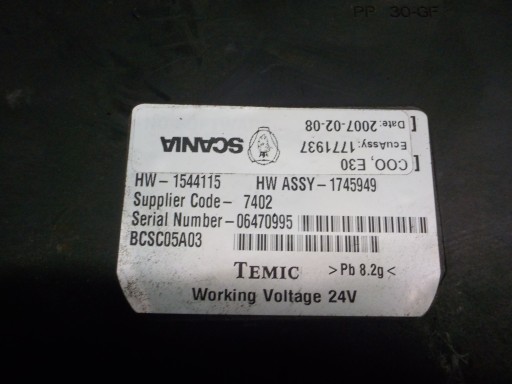 PP 30-GF
SCANIA
COO, E30
EcuAssy:1771937
Date: 2007-02-08
HW-1544115 HW ASSY-1745949
Supplier Code- 7402
Serial Number-06470995
BCSC05A03
TEMIC >Pb 8.2g<
Working Voltage 24V